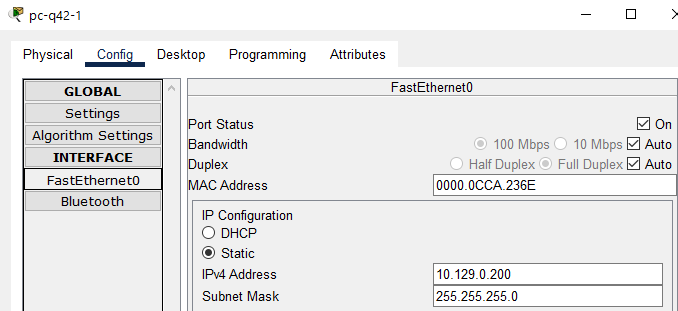 pc-q42-1
Physical Config Desktop Programming Attributes
GLOBAL
Settings
Algorithm Settings
INTERFACE
FastEthernet0
Bluetooth
FastEthernet0
Port Status On
Bandwidth 100 Mbps 10 Mbps Auto
Duplex Half Duplex Full Duplex Auto
MAC Address 0000.0CCA.236E
IP Configuration
DHCP
Static
IPv4 Address 10.129.0.200
Subnet Mask 255.255.255.0